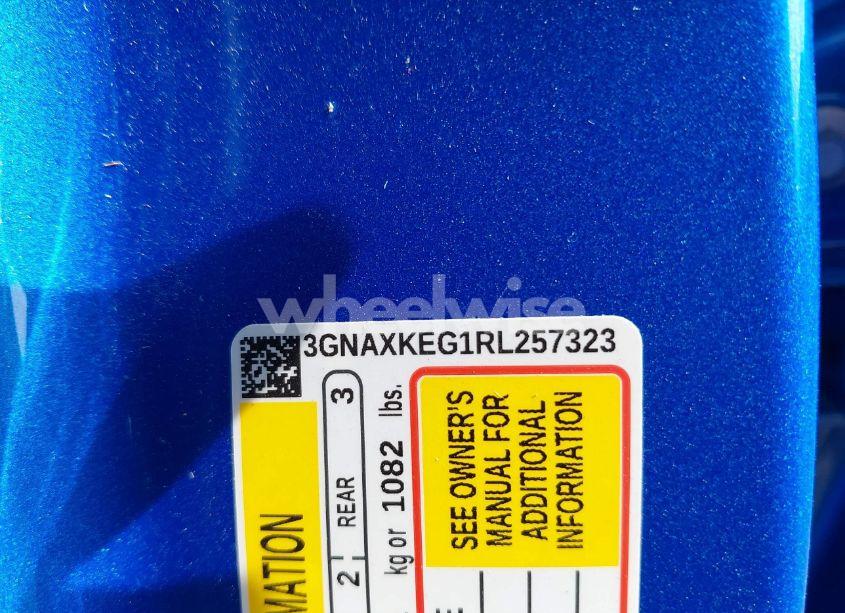 wheelwise
3GNAXKEG1RL257323
MATION
2 REAR 3
kg or 1082 lbs.
SEE OWNER'S
MANUAL FOR
ADDITIONAL
INFORMATION
E